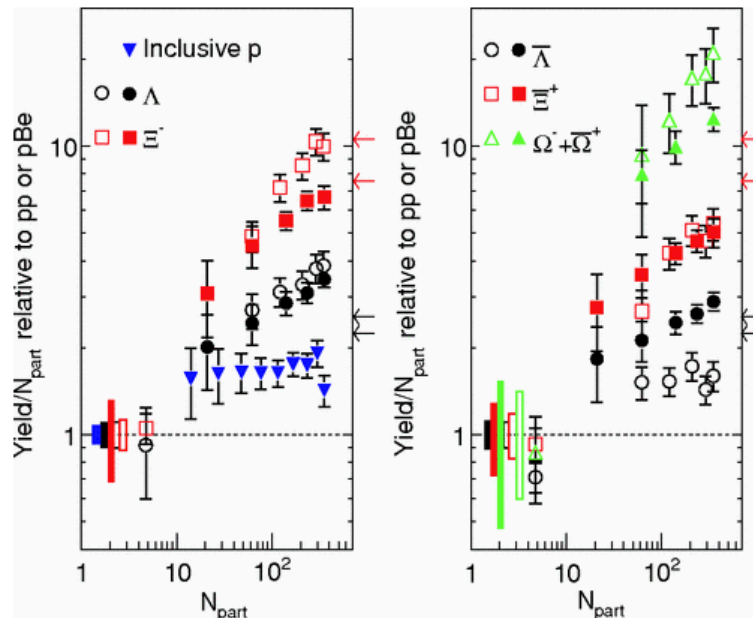 Yield/N_part relative to pp or pBe
10
1
Inclusive p
Λ
Ξ⁻
1
10
10²
N_part
Yield/N_part relative to pp or pBe
10
1
Λ̅
Ξ̅⁺
Ω⁻+Ω̅⁺
1
10
10²
N_part